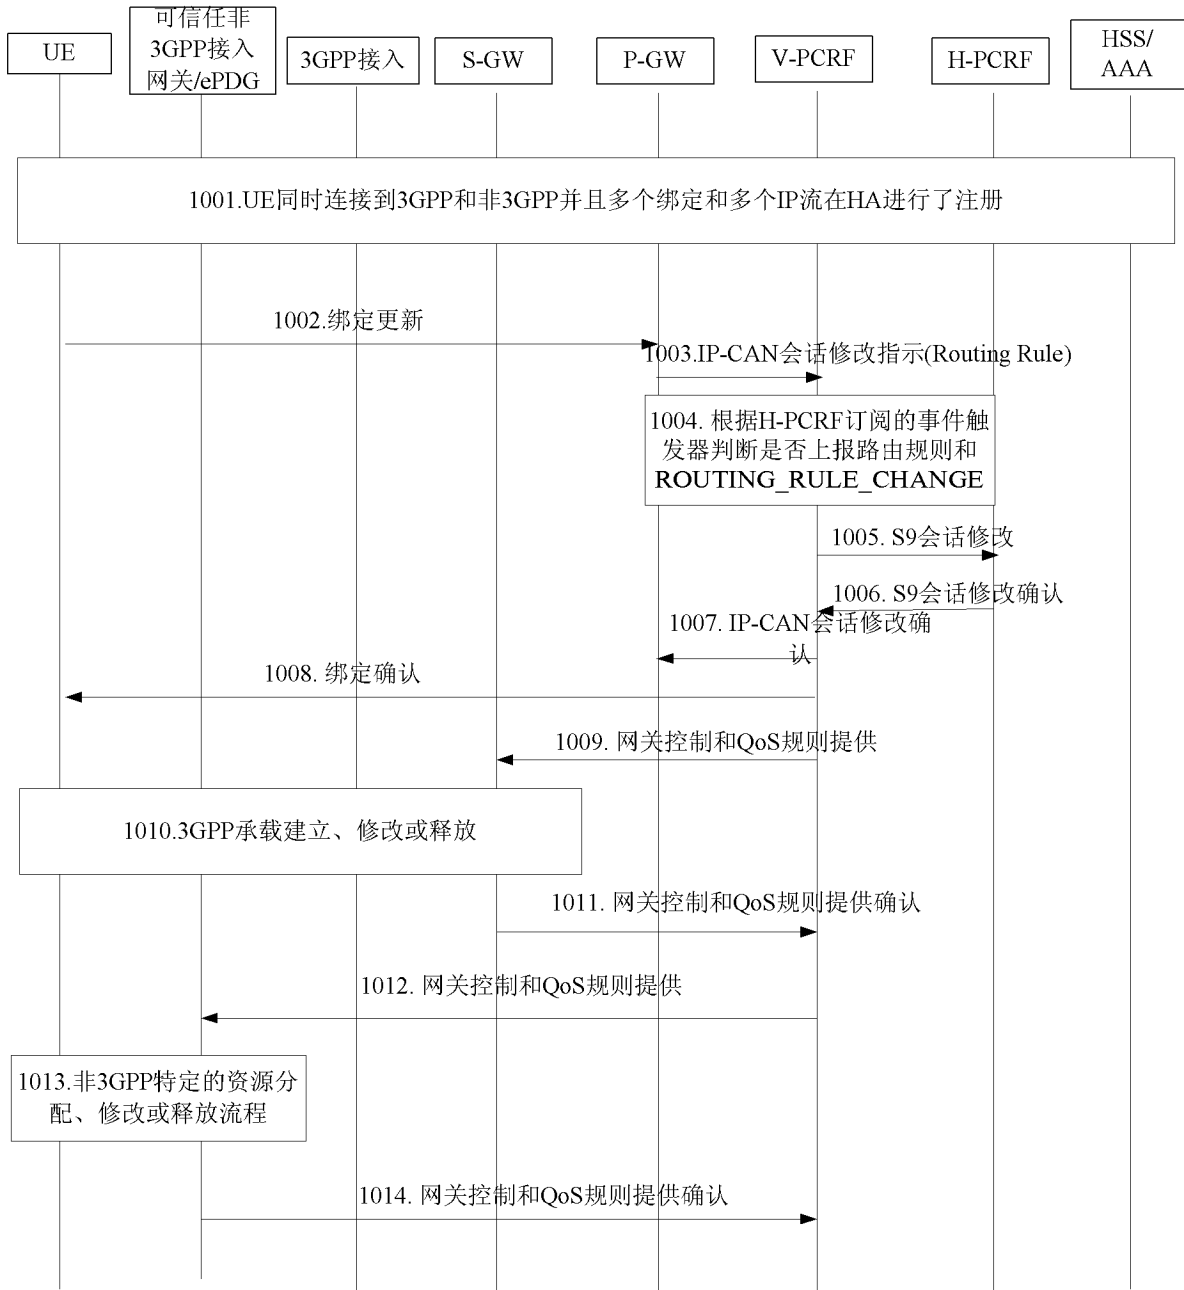 UE
可信任非
3GPP接入
网关/ePDG
3GPP接入
S-GW
P-GW
V-PCRF
H-PCRF
HSS/
AAA
1001.UE同时连接到3GPP和非3GPP并且多个绑定和多个IP流在HA进行了注册
1002.绑定更新
1003.IP-CAN会话修改指示(Routing Rule)
1004. 根据H-PCRF订阅的事件触
发器判断是否上报路由规则和
ROUTING_RULE_CHANGE
1005. S9会话修改
1006. S9会话修改确认
1007. IP-CAN会话修改确
认
1008. 绑定确认
1009. 网关控制和QoS规则提供
1010.3GPP承载建立、修改或释放
1011. 网关控制和QoS规则提供确认
1012. 网关控制和QoS规则提供
1013.非3GPP特定的资源分
配、修改或释放流程
1014. 网关控制和QoS规则提供确认